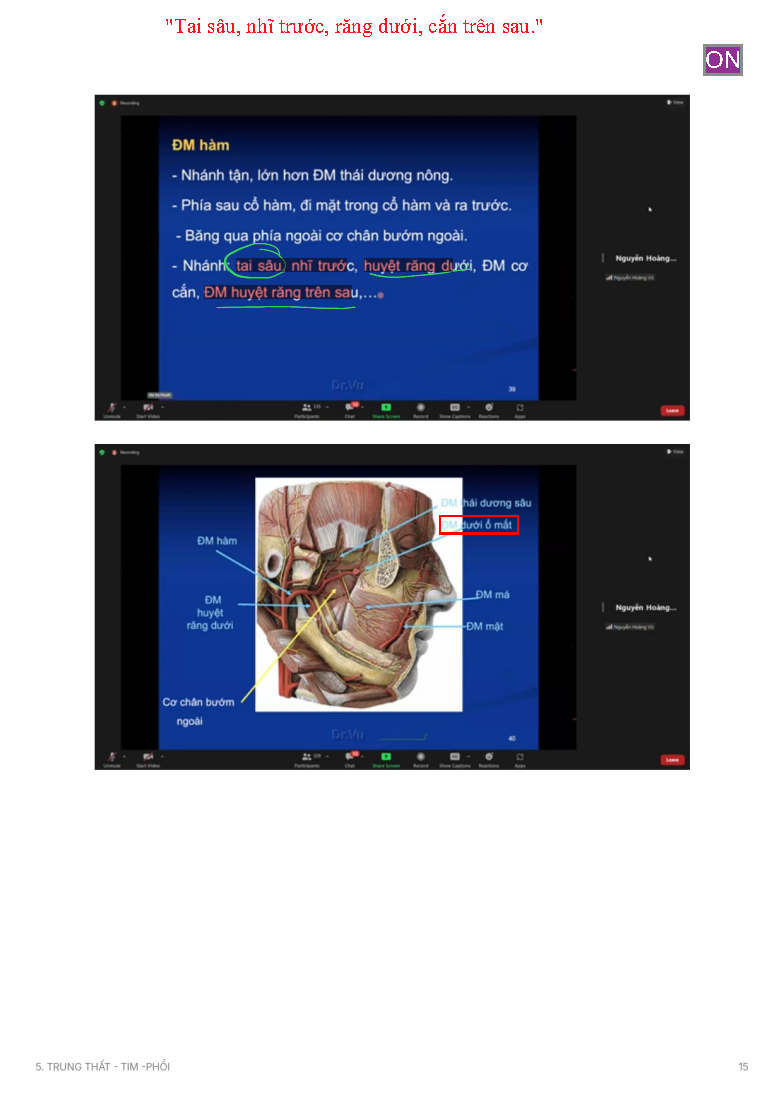 "Tai sâu, nhĩ trước, răng dưới, cắn trên sau."
ON
Recording
View
ĐM hàm
- Nhánh tận, lớn hơn ĐM thái dương nông.
- Phía sau cổ hàm, đi mặt trong cổ hàm và ra trước.
- Băng qua phía ngoài cơ chân bướm ngoài.
- Nhánh: tai sâu nhĩ trước, huyệt răng dưới, ĐM cơ
cắn, ĐM huyệt răng trên sau,...
Nguyễn Hoàng...
Nguyễn Hoàng Vũ
Dr.Vu
39
Unmute
Start Video
Participants
Chat
Share Screen
Record
Show Captions
Reactions
Apps
Leave
Recording
View
ĐM thái dương sâu
ĐM dưới ổ mắt
ĐM hàm
ĐM má
ĐM
huyệt
răng dưới
ĐM mặt
Nguyễn Hoàng...
Nguyễn Hoàng Vũ
Cơ chân bướm
ngoài
Dr.Vu
40
Unmute
Start Video
Participants
Chat
Share Screen
Record
Show Captions
Reactions
Apps
Leave
5. TRUNG THẤT - TIM -PHỔI
15